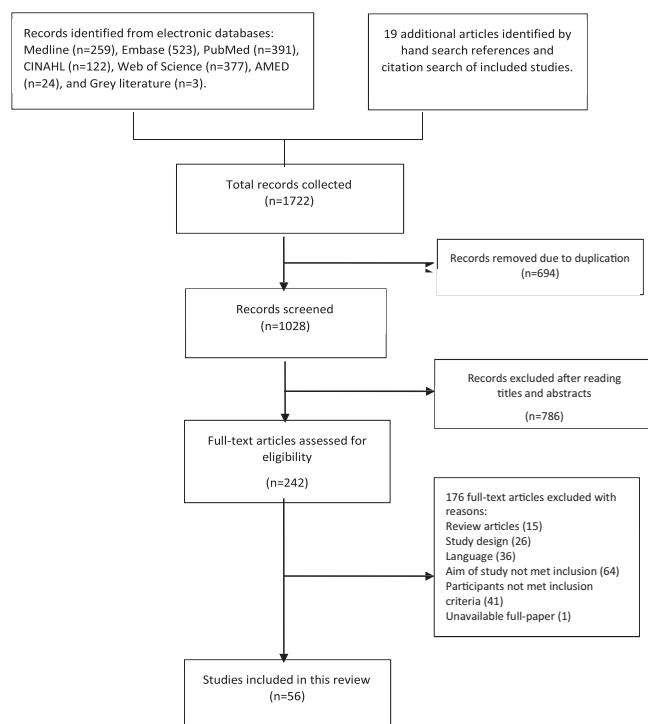 Records identified from electronic databases:
Medline (n=259), Embase (523), PubMed (n=391),
CINAHL (n=122), Web of Science (n=377), AMED
(n=24), and Grey literature (n=3).
19 additional articles identified by
hand search references and
citation search of included studies.
Total records collected
(n=1722)
Records removed due to duplication
(n=694)
Records screened
(n=1028)
Records excluded after reading
titles and abstracts
(n=786)
Full-text articles assessed for
eligibility
(n=242)
176 full-text articles excluded with
reasons:
Review articles (15)
Study design (26)
Language (36)
Aim of study not met inclusion (64)
Participants not met inclusion
criteria (41)
Unavailable full-paper (1)
Studies included in this review
(n=56)